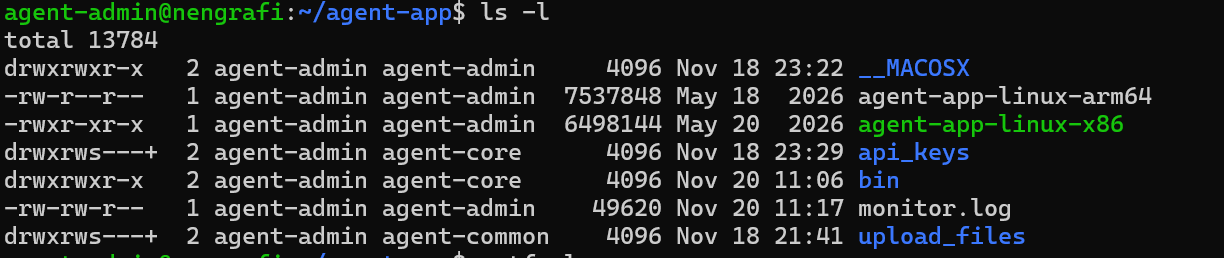 agent-admin@nengrafi:~/agent-app$ ls -l
total 13784
drwxrwxr-x   2 agent-admin agent-admin     4096 Nov 18 23:22 __MACOSX
-rw-r--r--   1 agent-admin agent-admin  7537848 May 18  2026 agent-app-linux-arm64
-rwxr-xr-x   1 agent-admin agent-admin  6498144 May 20  2026 agent-app-linux-x86
drwxrws---+  2 agent-admin agent-core      4096 Nov 18 23:29 api_keys
drwxrwxr-x   2 agent-admin agent-core      4096 Nov 20 11:06 bin
-rw-rw-r--   1 agent-admin agent-admin    49620 Nov 20 11:17 monitor.log
drwxrws---+  2 agent-admin agent-common    4096 Nov 18 21:41 upload_files